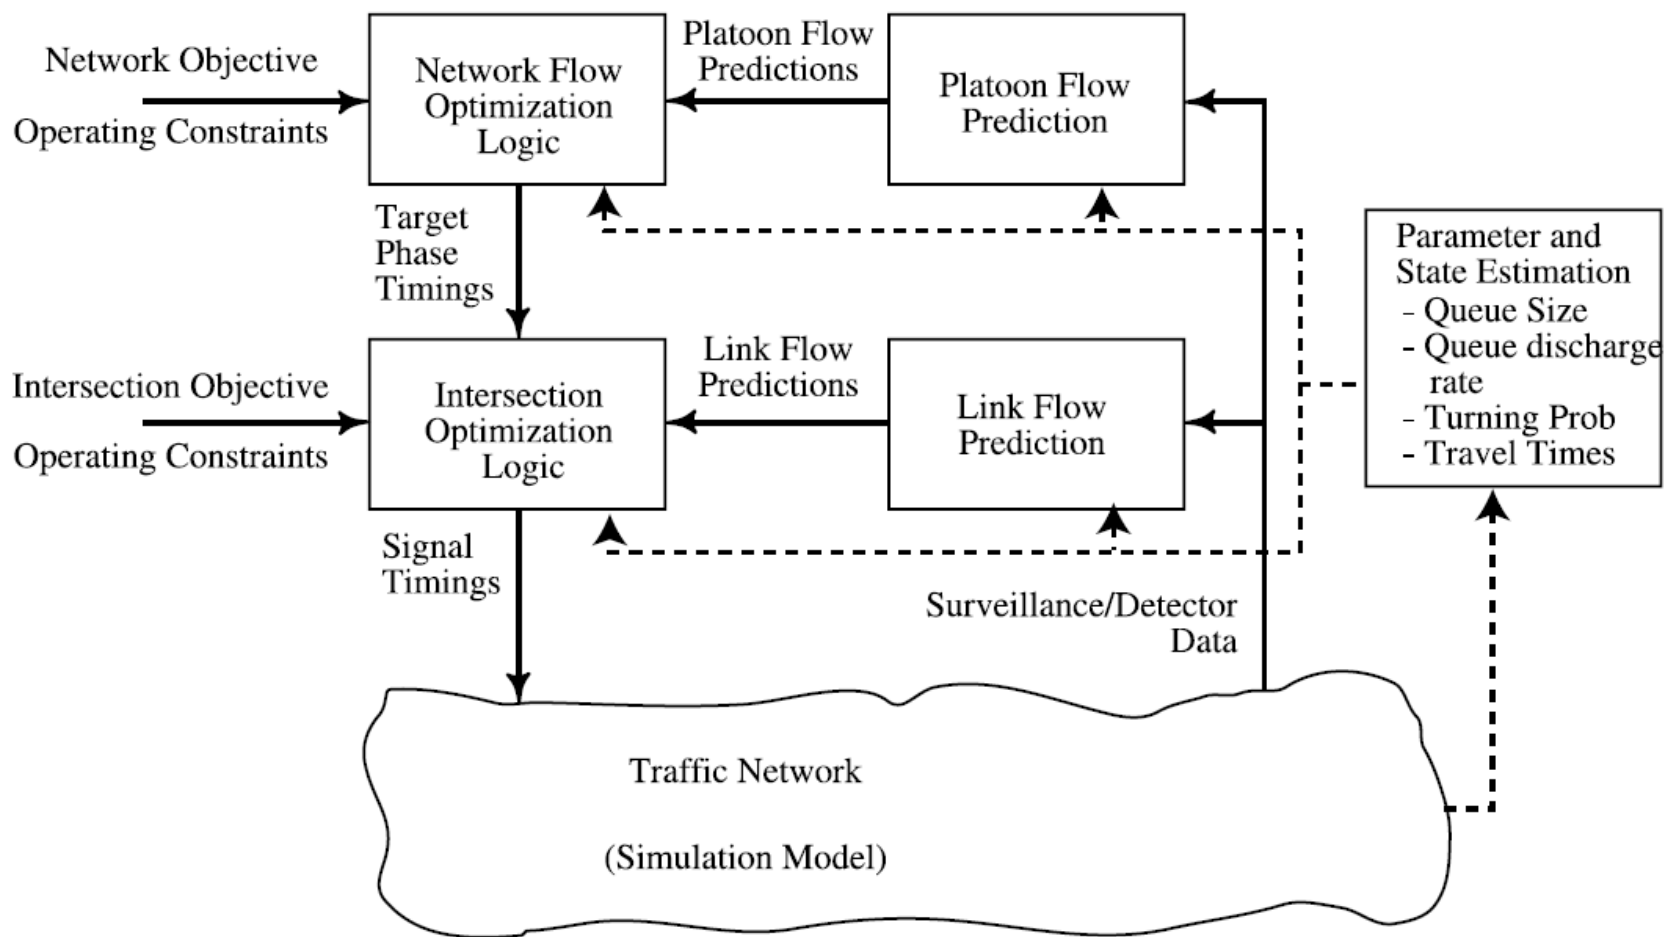 Network Objective
Operating Constraints
Network Flow
Optimization
Logic
Platoon Flow
Predictions
Platoon Flow
Prediction
Target
Phase
Timings
Parameter and
State Estimation
- Queue Size
- Queue discharge
rate
- Turning Prob
- Travel Times
Intersection Objective
Operating Constraints
Intersection
Optimization
Logic
Link Flow
Predictions
Link Flow
Prediction
Signal
Timings
Surveillance/Detector
Data
Traffic Network
(Simulation Model)